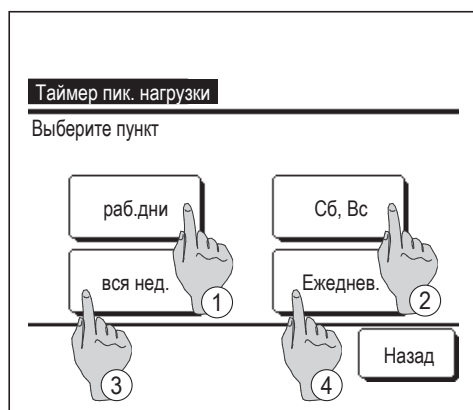 Таймер пик. нагрузки
Выберите пункт
раб.дни
Сб, Вс
1
2
вся нед.
Ежеднев.
3
4
Назад